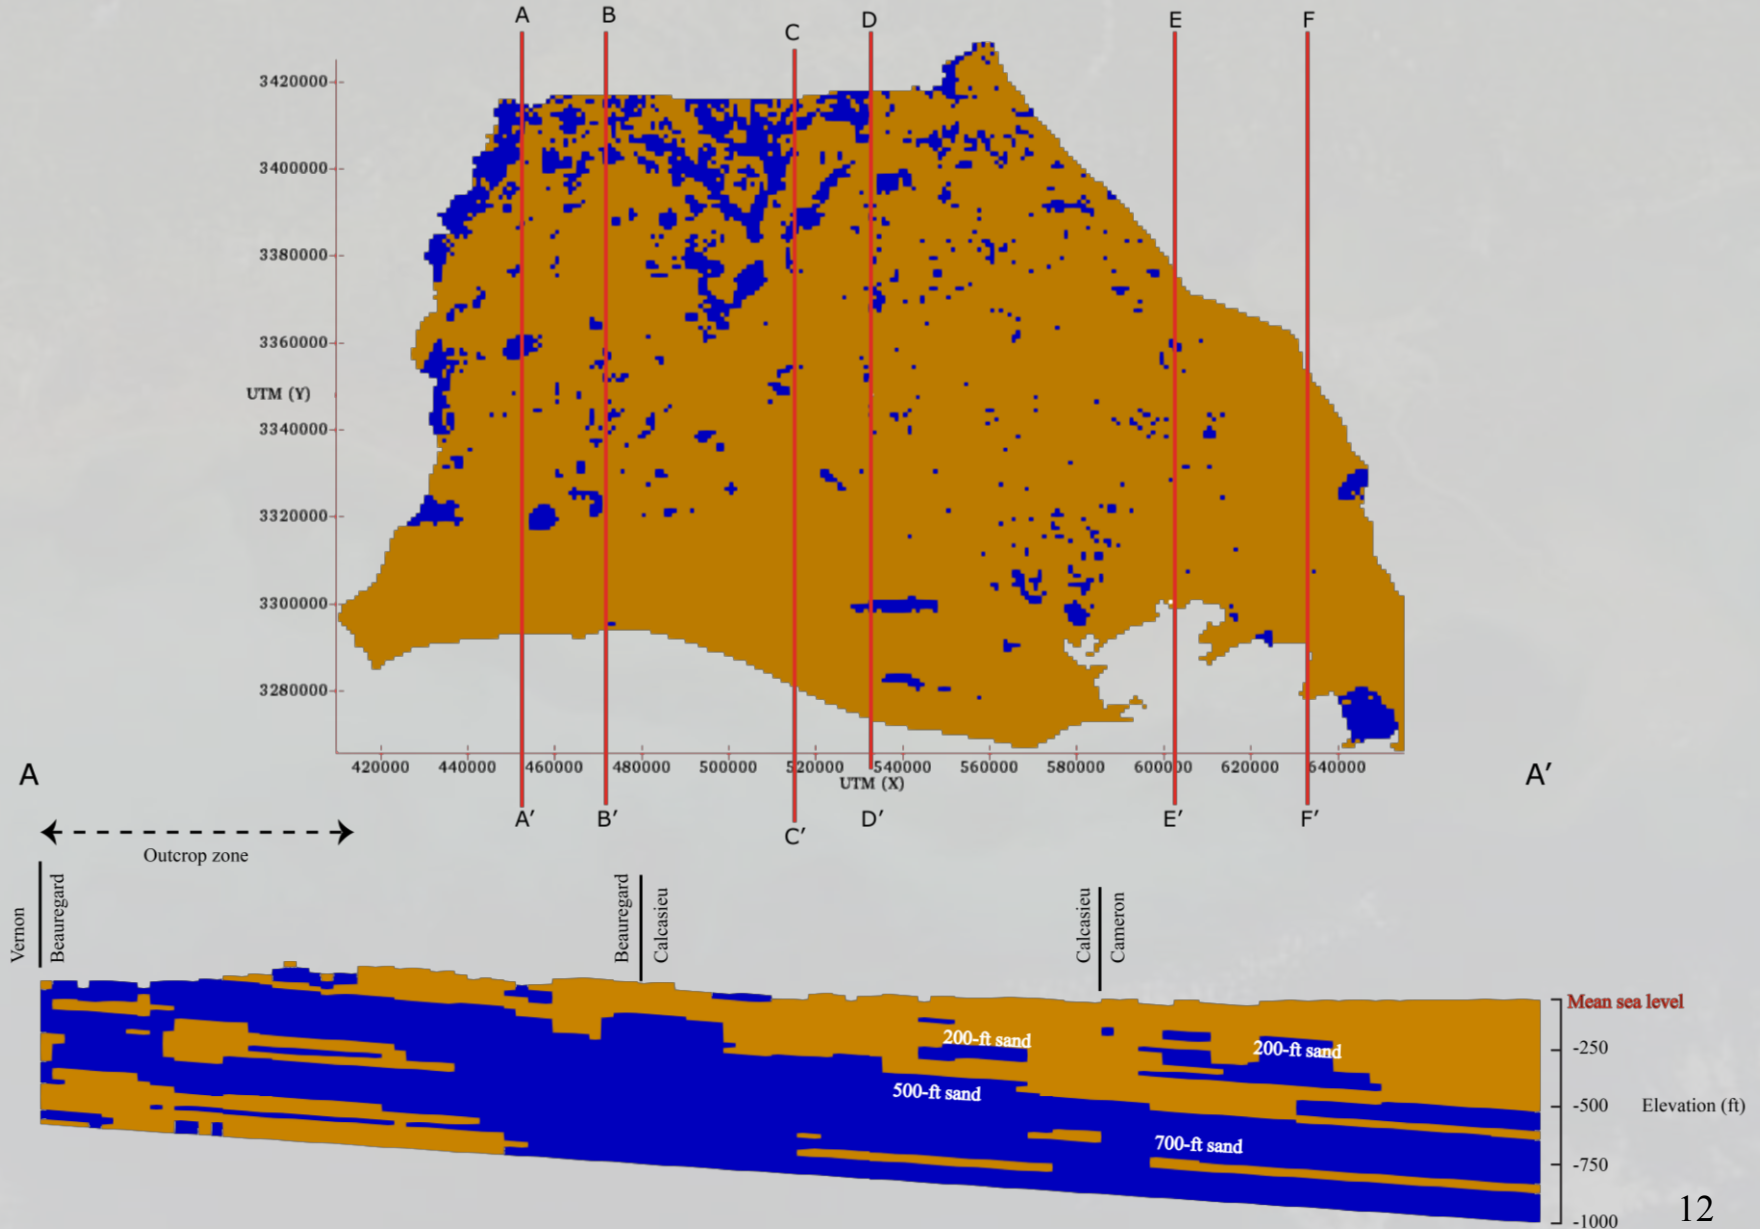 A B C D E F
3420000
3400000
3380000
3360000
UTM (Y)
3340000
3320000
3300000
3280000
420000 440000 460000 480000 500000 520000 540000 560000 580000 600000 620000 640000
UTM (X)
A A′
A′ B′ C′ D′ E′ F′
Outcrop zone
Vernon
Beauregard
Beauregard
Calcasieu
Calcasieu
Cameron
Mean sea level
200-ft sand
200-ft sand
-250
500-ft sand
-500 Elevation (ft)
700-ft sand
-750
-1000
12